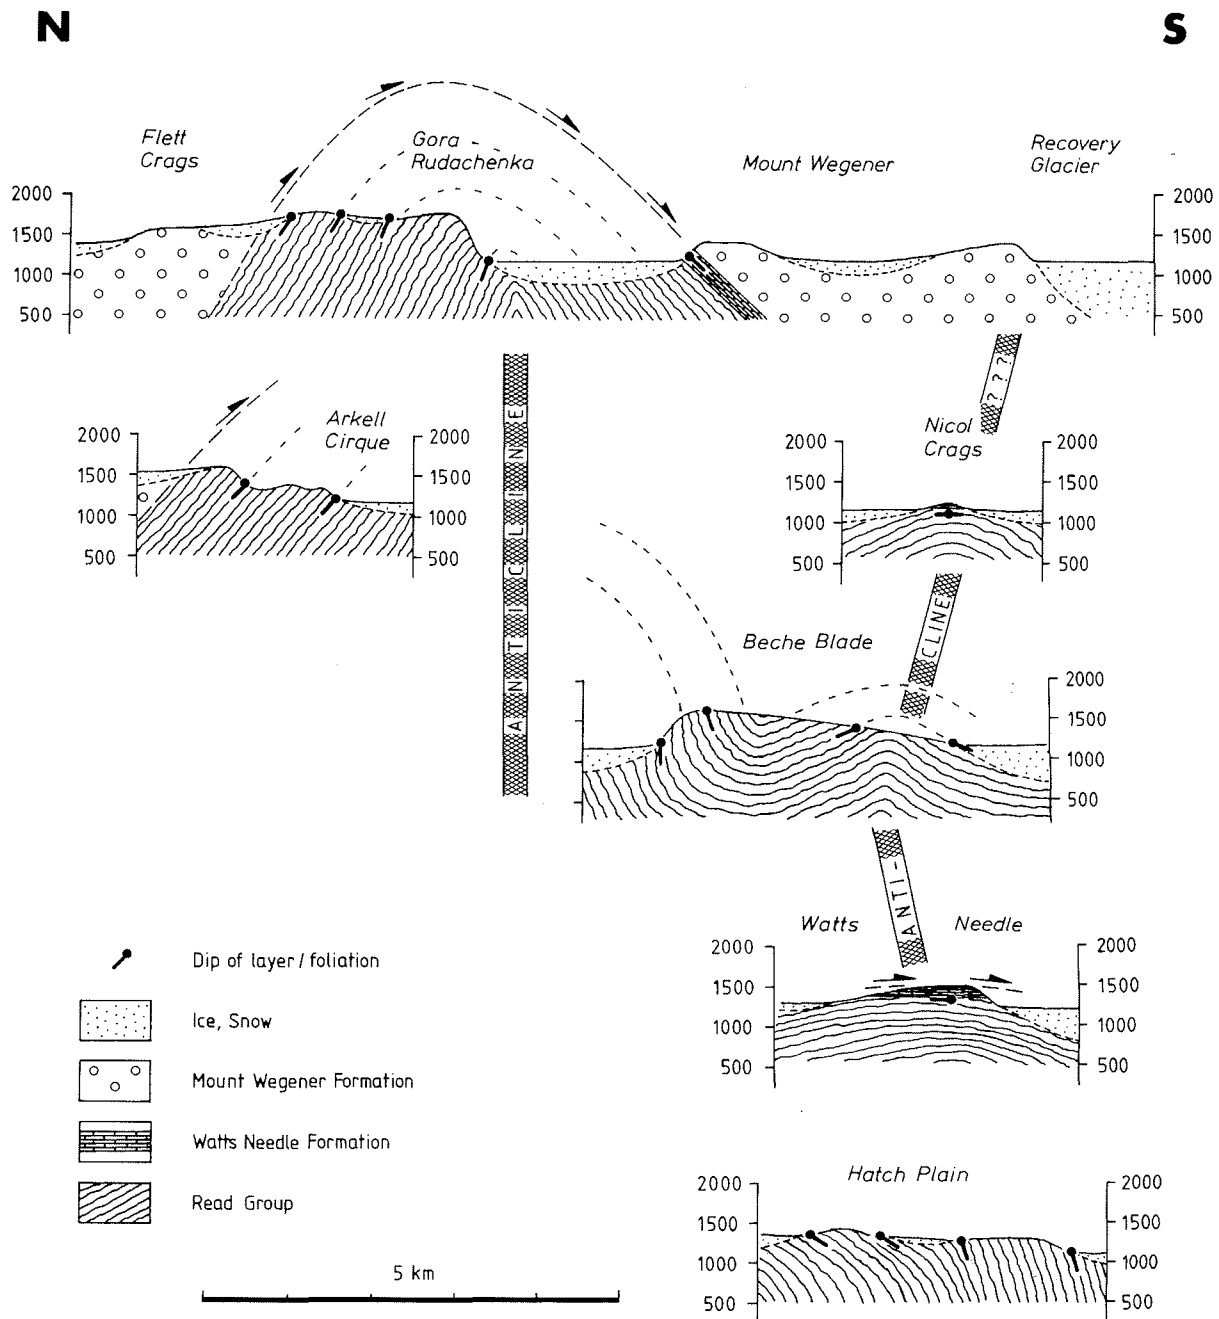 N
S
Flett
Crags
Gora
Rudachenka
Mount Wegener
Recovery
Glacier
2000
1500
1000
500
2000
1500
1000
500
Arkell
Cirque
2000
1500
1000
500
2000
1500
1000
500
ANTICLINE
? ? ?
Nicol
Crags
2000
1500
1000
500
2000
1500
1000
500
CLINE
Beche Blade
2000
1500
1000
500
ANTI-
Watts Needle
2000
1500
1000
500
2000
1500
1000
500
Hatch Plain
2000
1500
1000
500
2000
1500
1000
500
Dip of layer / foliation
Ice, Snow
Mount Wegener Formation
Watts Needle Formation
Read Group
5 km